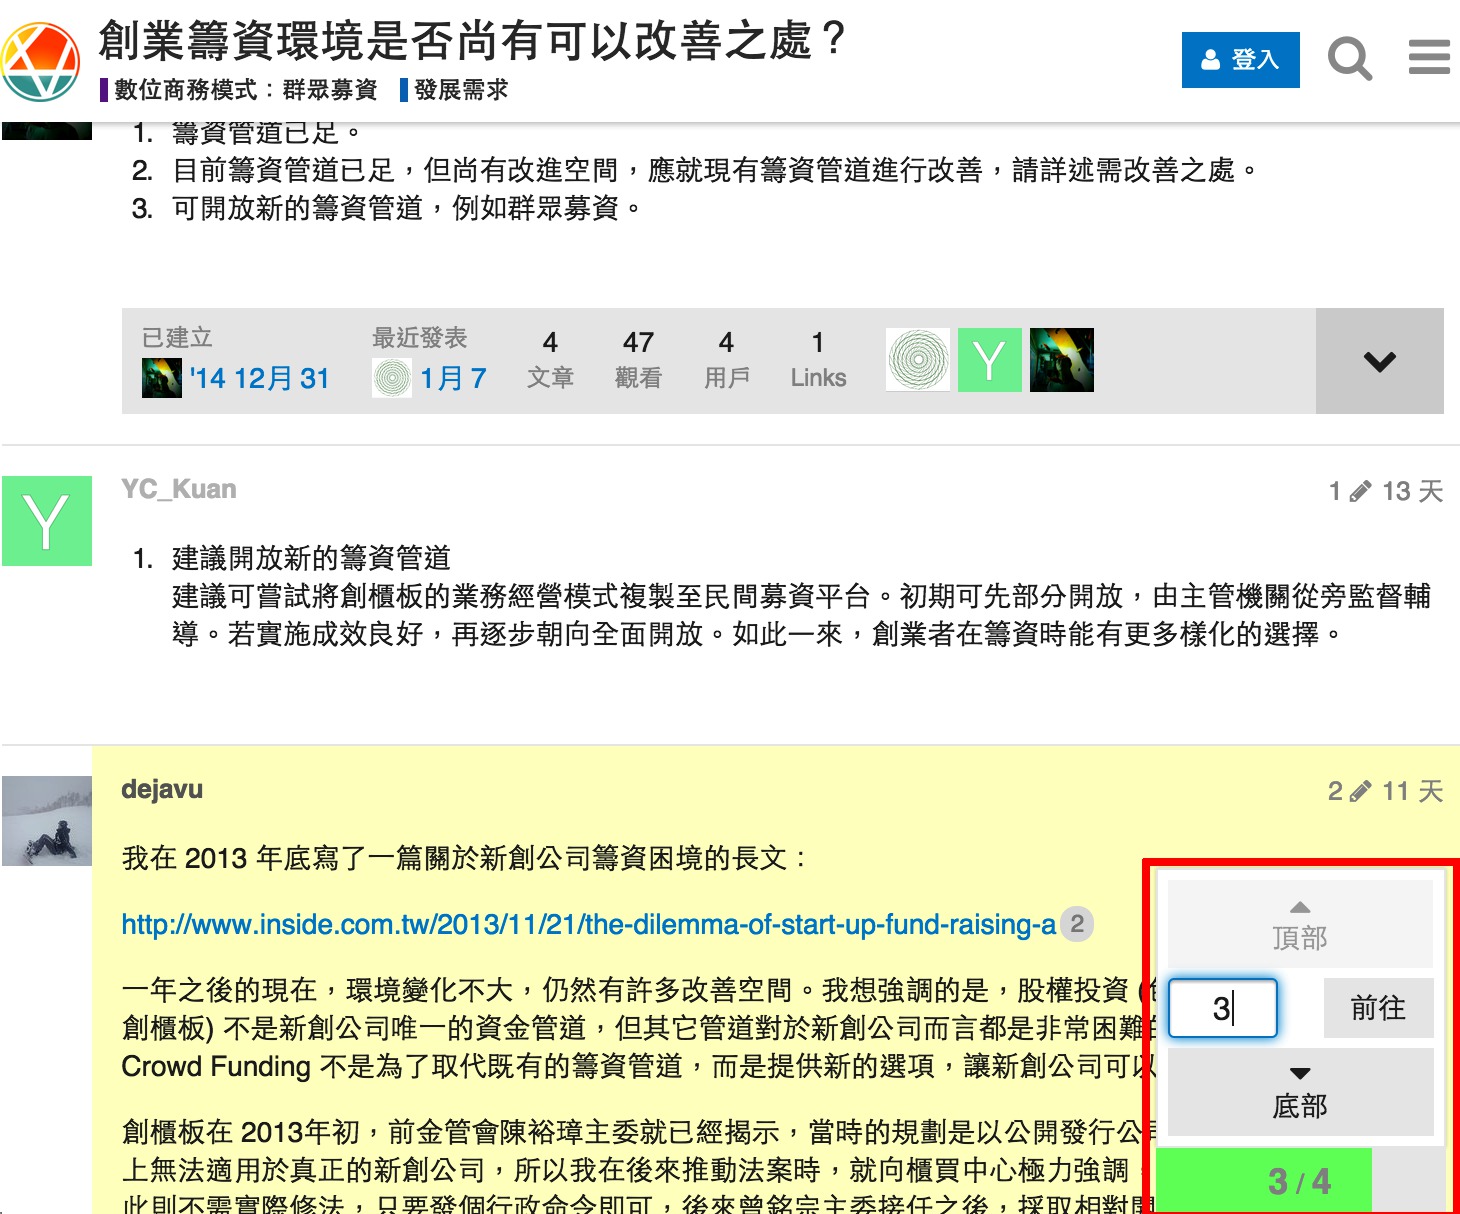 創業籌資環境是否尚有可以改善之處？
數位商務模式：群眾募資 發展需求
登入
1. 籌資管道已足。
2. 目前籌資管道已足，但尚有改進空間，應就現有籌資管道進行改善，請詳述需改善之處。
3. 可開放新的籌資管道，例如群眾募資。
已建立 最近發表 4 47 4 1
'14 12月 31 1月 7 文章 觀看 用戶 Links
Y
Y
YC_Kuan 1 13 天
1. 建議開放新的籌資管道
建議可嘗試將創櫃板的業務經營模式複製至民間募資平台。初期可先部分開放，由主管機關從旁監督輔
導。若實施成效良好，再逐步朝向全面開放。如此一來，創業者在籌資時能有更多樣化的選擇。
dejavu 2 11 天
我在 2013 年底寫了一篇關於新創公司籌資困境的長文：
http://www.inside.com.tw/2013/11/21/the-dilemma-of-start-up-fund-raising-a 2
一年之後的現在，環境變化不大，仍然有許多改善空間。我想強調的是，股權投資 (
創櫃板) 不是新創公司唯一的資金管道，但其它管道對於新創公司而言都是非常困難
Crowd Funding 不是為了取代既有的籌資管道，而是提供新的選項，讓新創公司可以
創櫃板在 2013年初，前金管會陳裕璋主委就已經揭示，當時的規劃是以公開發行公
上無法適用於真正的新創公司，所以我在後來推動法案時，就向櫃買中心極力強調，
此則不需實際修法，只要發個行政命令即可，後來曾銘宗主委接任之後，採取相對開
頂部
3 前往
底部
3 / 4